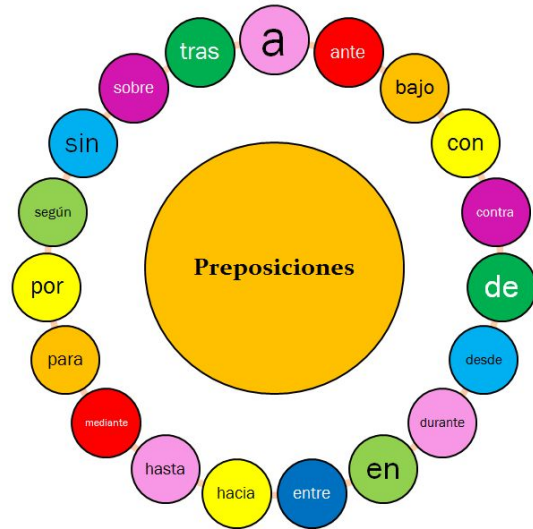 Preposiciones
a
ante
bajo
con
contra
de
desde
durante
en
entre
hacia
hasta
mediante
para
por
según
sin
sobre
tras